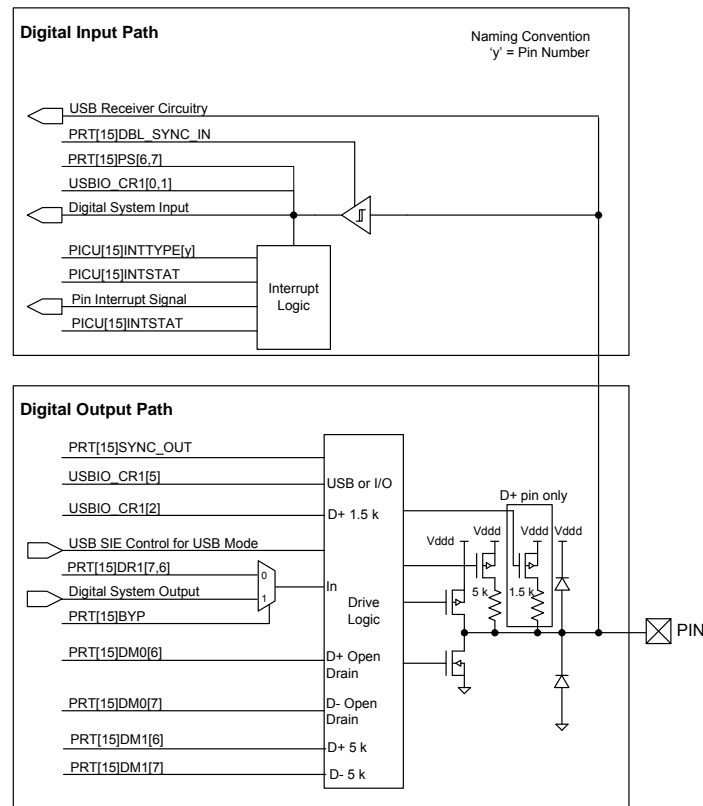 Digital Input Path
Naming Convention
'y' = Pin Number
USB Receiver Circuitry
PRT[15]DBL_SYNC_IN
PRT[15]PS[6,7]
USBIO_CR1[0,1]
Digital System Input
PICU[15]INTTYPE[y]
PICU[15]INTSTAT
Pin Interrupt Signal
PICU[15]INTSTAT
Interrupt
Logic
Digital Output Path
PRT[15]SYNC_OUT
USBIO_CR1[5]
USB or I/O
USBIO_CR1[2]
D+ 1.5 k
USB SIE Control for USB Mode
PRT[15]DR1[7,6]
0
Digital System Output
1
PRT[15]BYP
In
Drive
Logic
PRT[15]DM0[6]
D+ Open
Drain
PRT[15]DM0[7]
D- Open
Drain
PRT[15]DM1[6]
D+ 5 k
PRT[15]DM1[7]
D- 5 k
D+ pin only
Vddd
Vddd
Vddd
Vddd
5 k
1.5 k
PIN